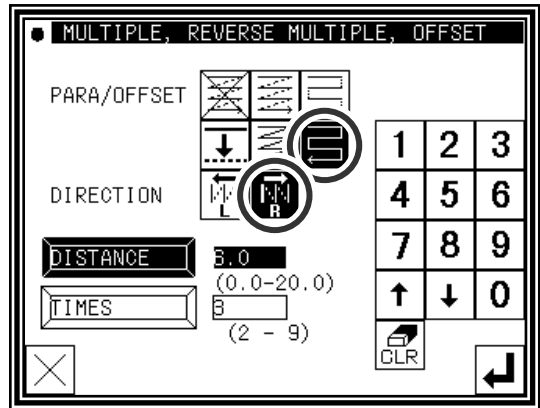 MULTIPLE, REVERSE MULTIPLE, OFFSET
PARA/OFFSET
1 2 3
DIRECTION
L R
4 5 6
DISTANCE 3.0
7 8 9
(0.0-20.0)
TIMES 3
↑ ↓ 0
(2 - 9)
CLR